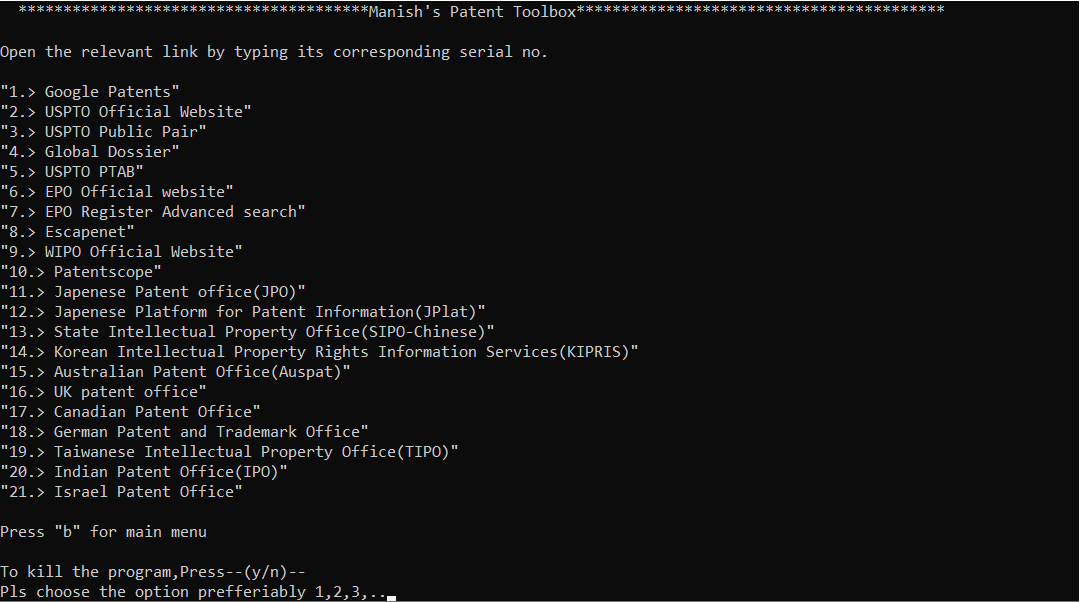 ***************************************Manish's Patent Toolbox*****************************************
Open the relevant link by typing its corresponding serial no.
"1.> Google Patents"
"2.> USPTO Official Website"
"3.> USPTO Public Pair"
"4.> Global Dossier"
"5.> USPTO PTAB"
"6.> EPO Official website"
"7.> EPO Register Advanced search"
"8.> Escapenet"
"9.> WIPO Official Website"
"10.> Patentscope"
"11.> Japenese Patent office(JPO)"
"12.> Japenese Platform for Patent Information(JPlat)"
"13.> State Intellectual Property Office(SIPO-Chinese)"
"14.> Korean Intellectual Property Rights Information Services(KIPRIS)"
"15.> Australian Patent Office(Auspat)"
"16.> UK patent office"
"17.> Canadian Patent Office"
"18.> German Patent and Trademark Office"
"19.> Taiwanese Intellectual Property Office(TIPO)"
"20.> Indian Patent Office(IPO)"
"21.> Israel Patent Office"
Press "b" for main menu
To kill the program,Press--(y/n)--
Pls choose the option prefferiably 1,2,3,..